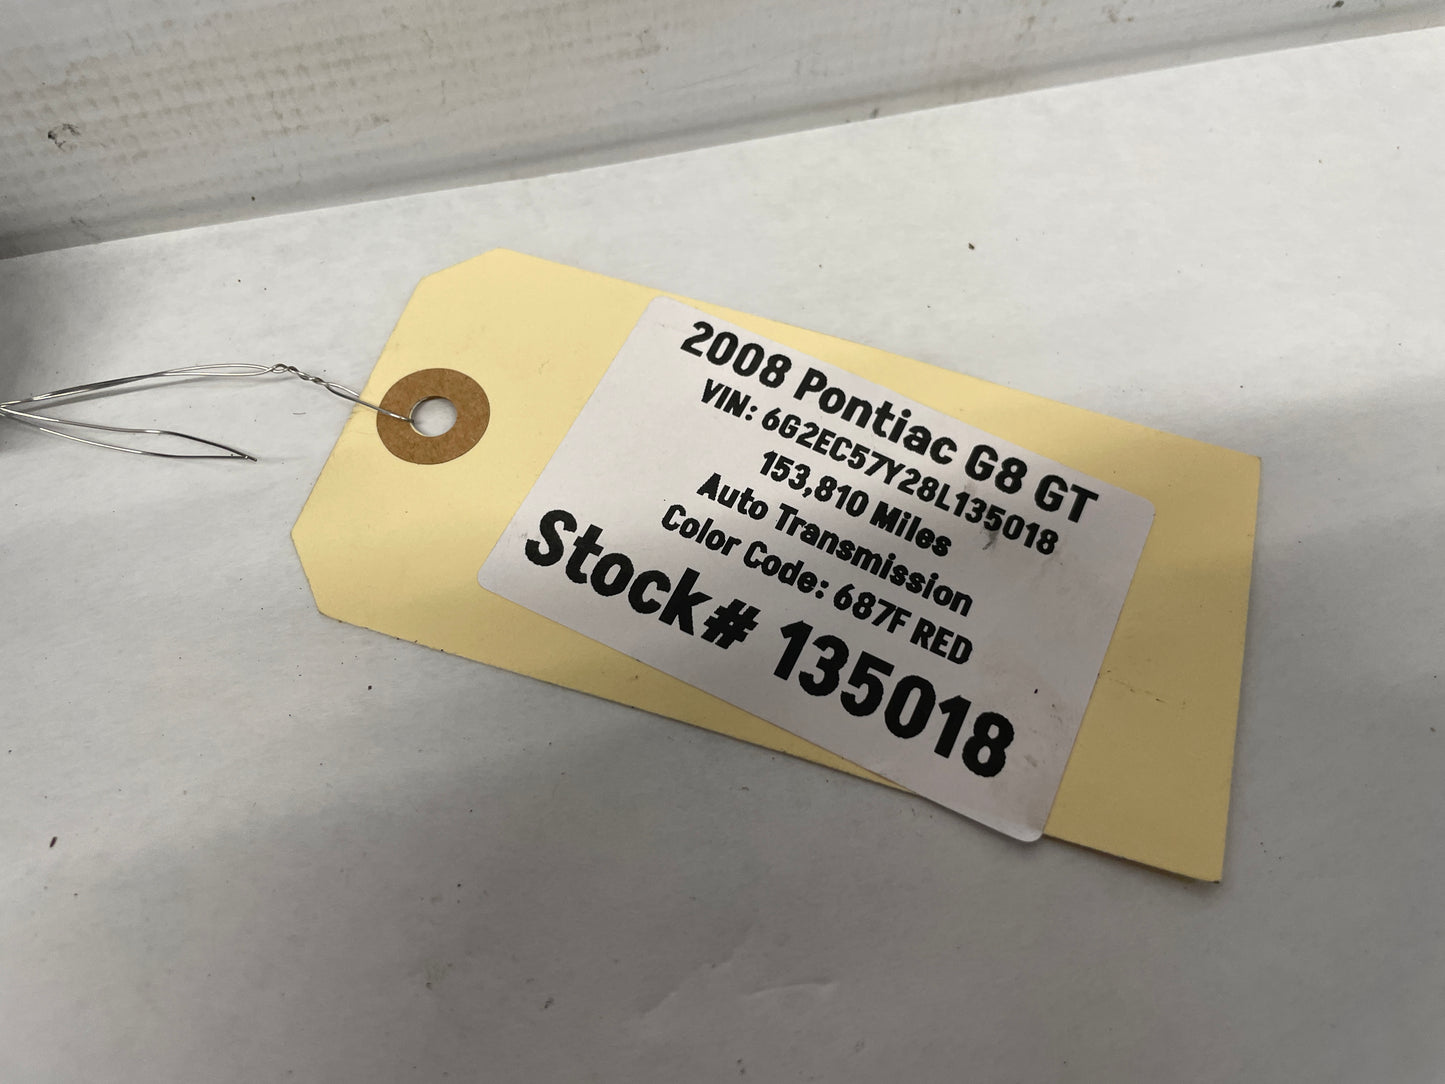 2008 Pontiac G8 GT
VIN: 6G2EC57Y28L135018
153,810 Miles
Auto Transmission
Color Code: 687F RED
Stock# 135018